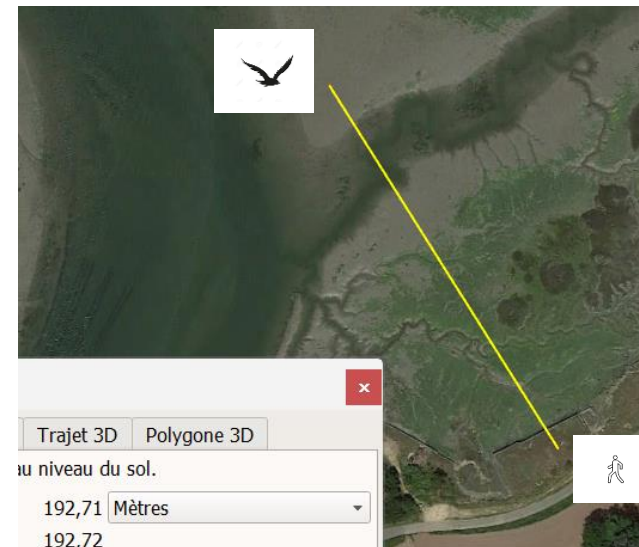 x
Trajet 3D Polygone 3D
au niveau du sol.
192,71 Mètres
192,72